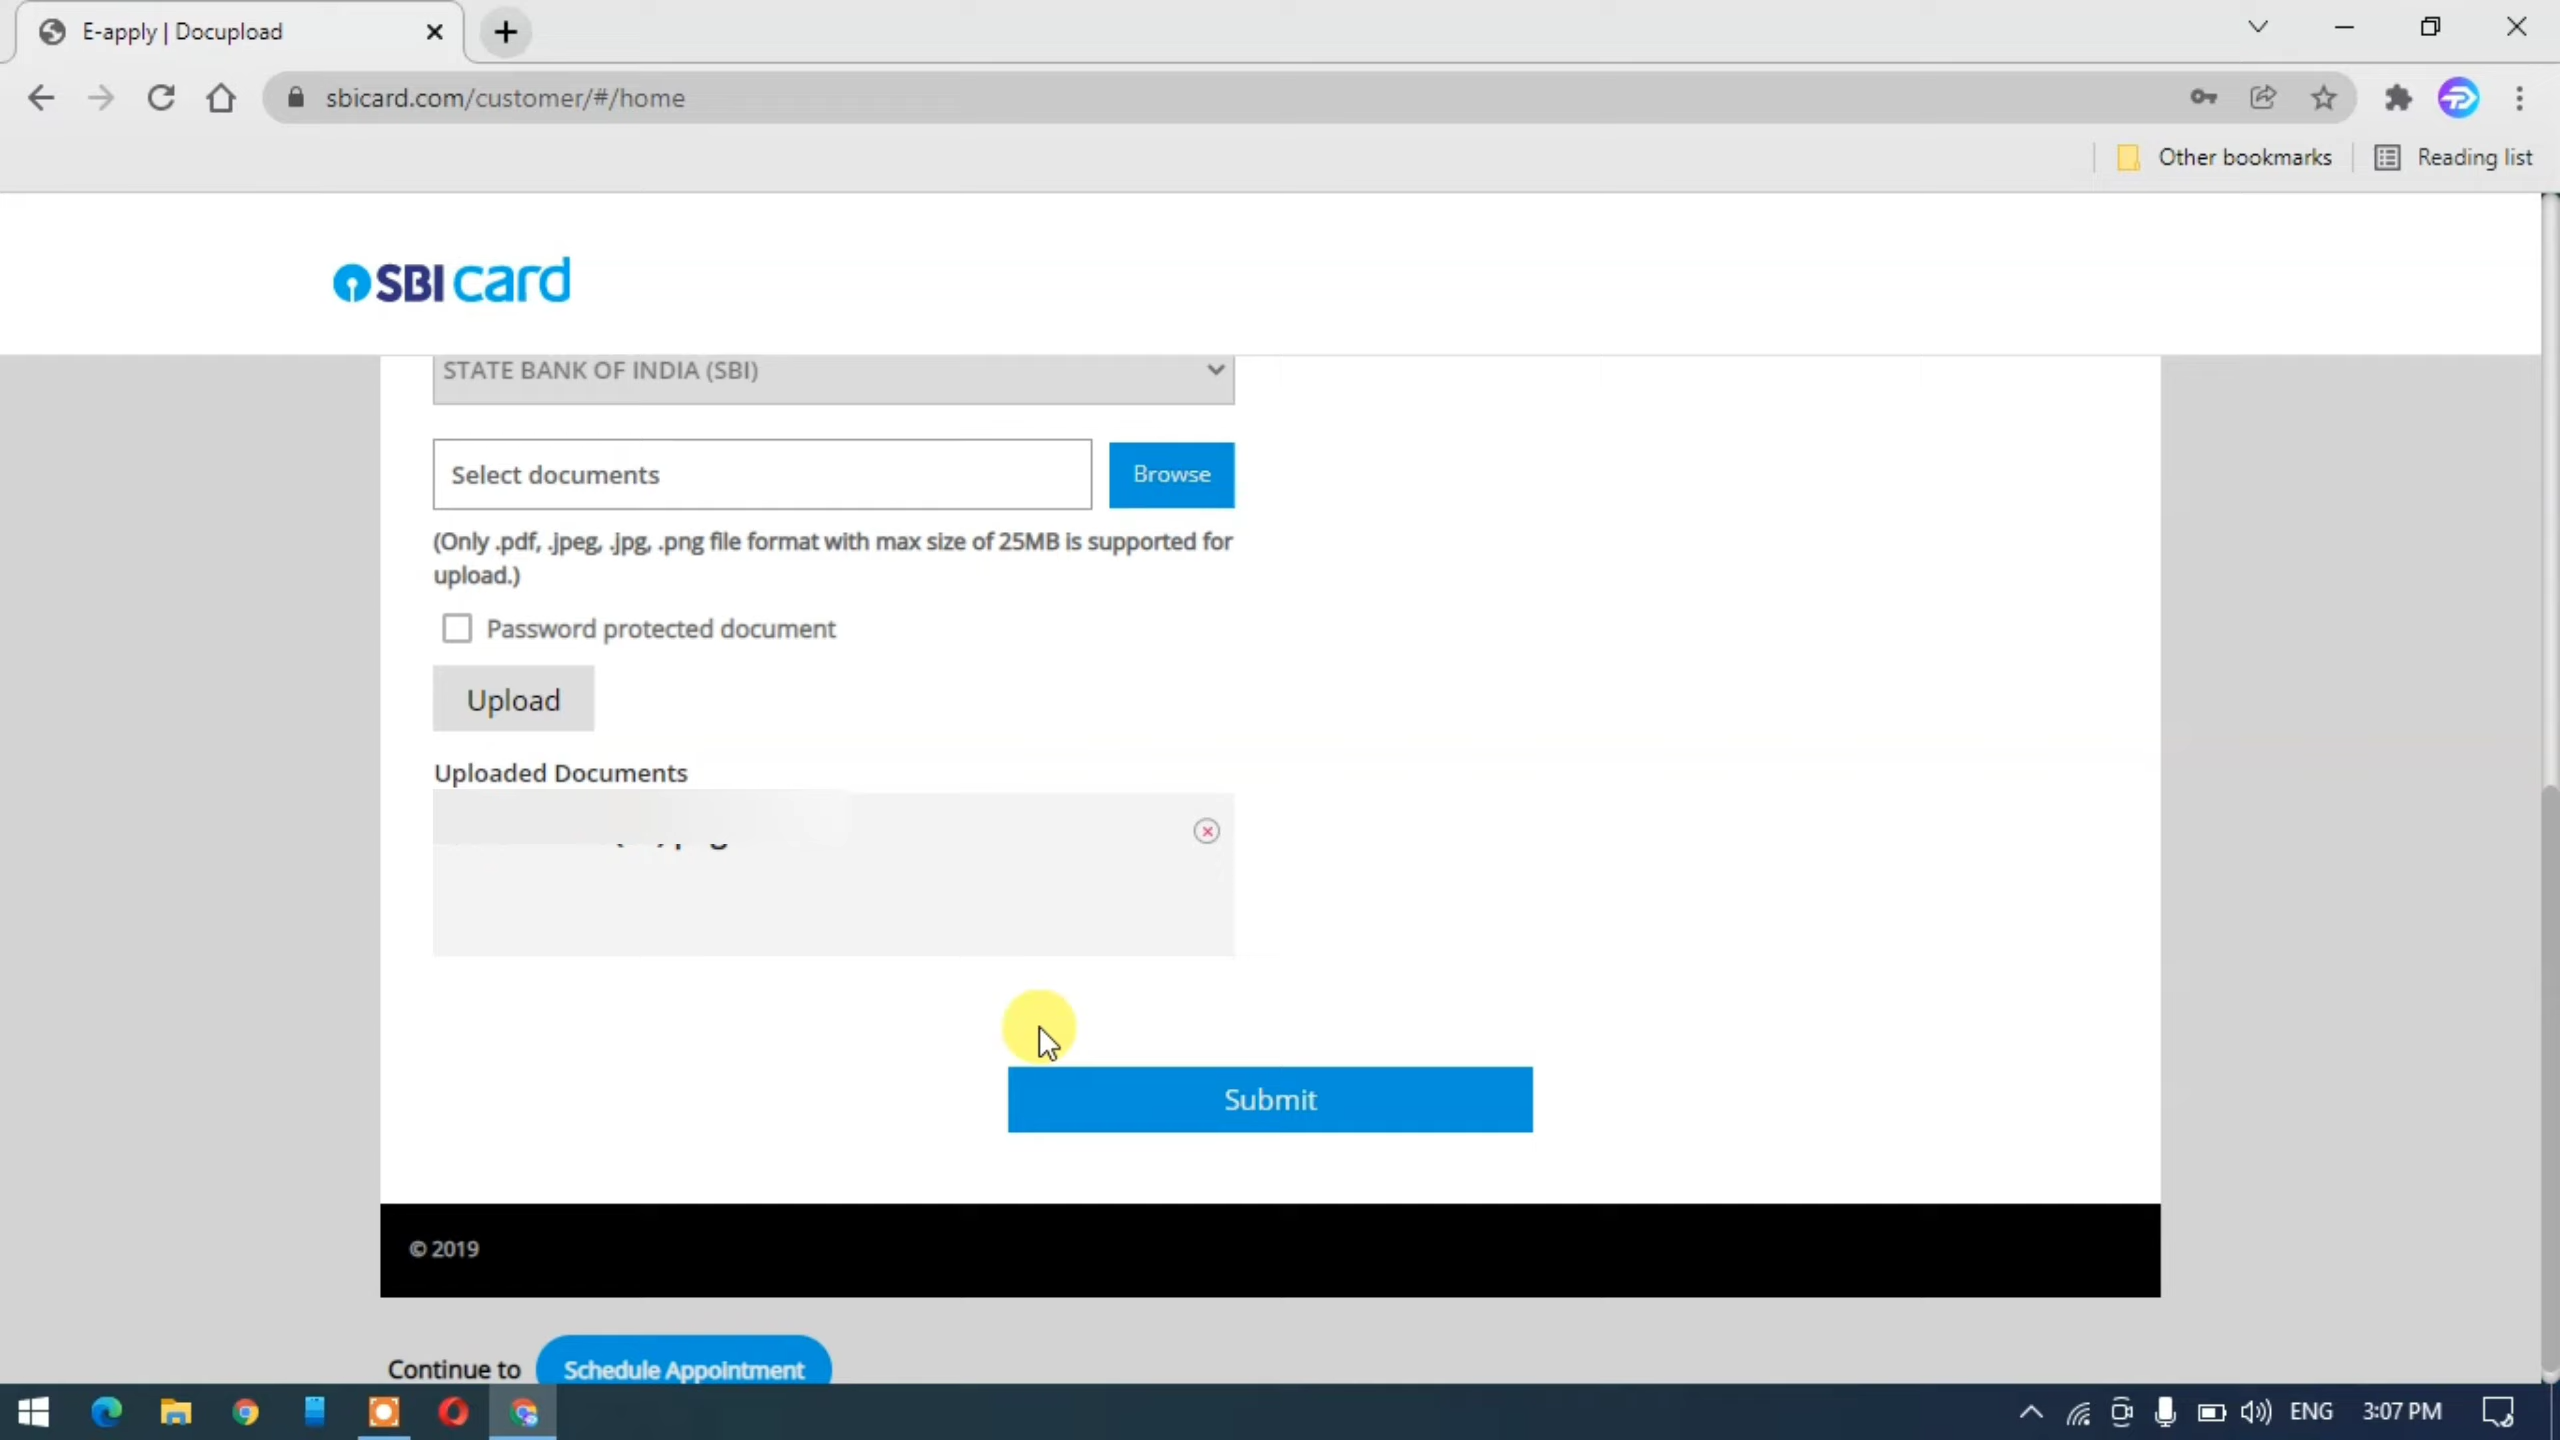 E-apply | Docupload
sbicard.com/customer/#/home
Other bookmarks
Reading list
SBI card
STATE BANK OF INDIA (SBI)
Select documents
Browse
(Only .pdf, .jpeg, .jpg, .png file format with max size of 25MB is supported for
upload.)
Password protected document
Upload
Uploaded Documents
Submit
© 2019
Continue to Schedule Appointment
ENG 3:07 PM